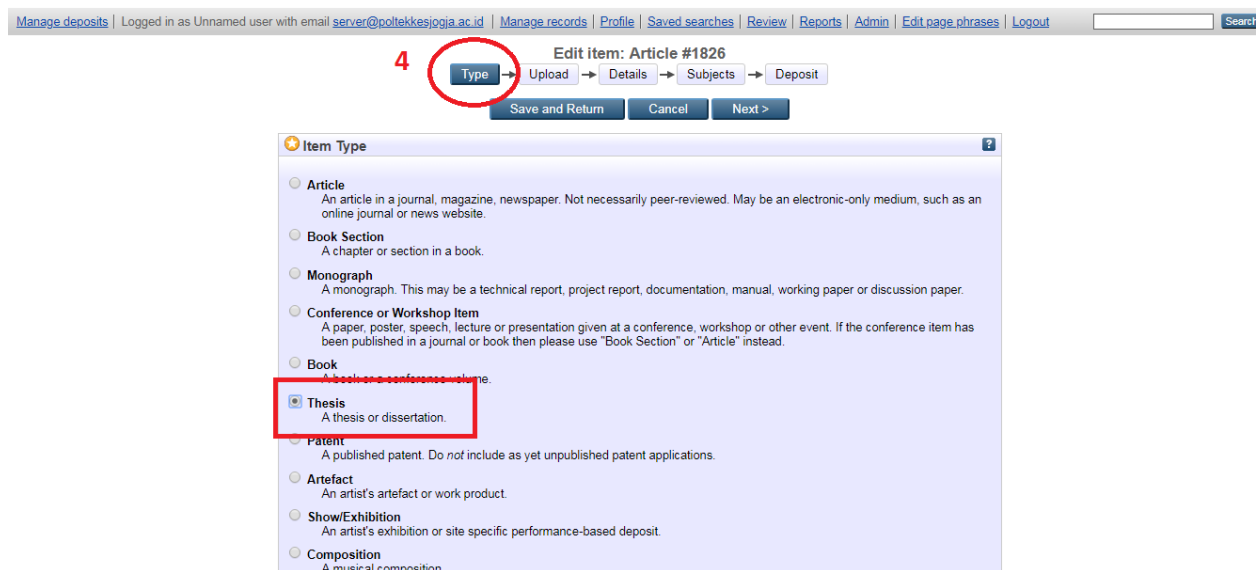 Manage deposits | Logged in as Unnamed user with email server@poltekkesjogja.ac.id | Manage records | Profile | Saved searches | Review | Reports | Admin | Edit page phrases | Logout Search
Edit item: Article #1826
4
Type → Upload → Details → Subjects → Deposit
Save and Return Cancel Next >
Item Type ?
Article
An article in a journal, magazine, newspaper. Not necessarily peer-reviewed. May be an electronic-only medium, such as an
online journal or news website.
Book Section
A chapter or section in a book.
Monograph
A monograph. This may be a technical report, project report, documentation, manual, working paper or discussion paper.
Conference or Workshop Item
A paper, poster, speech, lecture or presentation given at a conference, workshop or other event. If the conference item has
been published in a journal or book then please use "Book Section" or "Article" instead.
Book
A book or a conference volume.
Thesis
A thesis or dissertation.
Patent
A published patent. Do not include as yet unpublished patent applications.
Artefact
An artist's artefact or work product.
Show/Exhibition
An artist's exhibition or site specific performance-based deposit.
Composition
A musical composition.